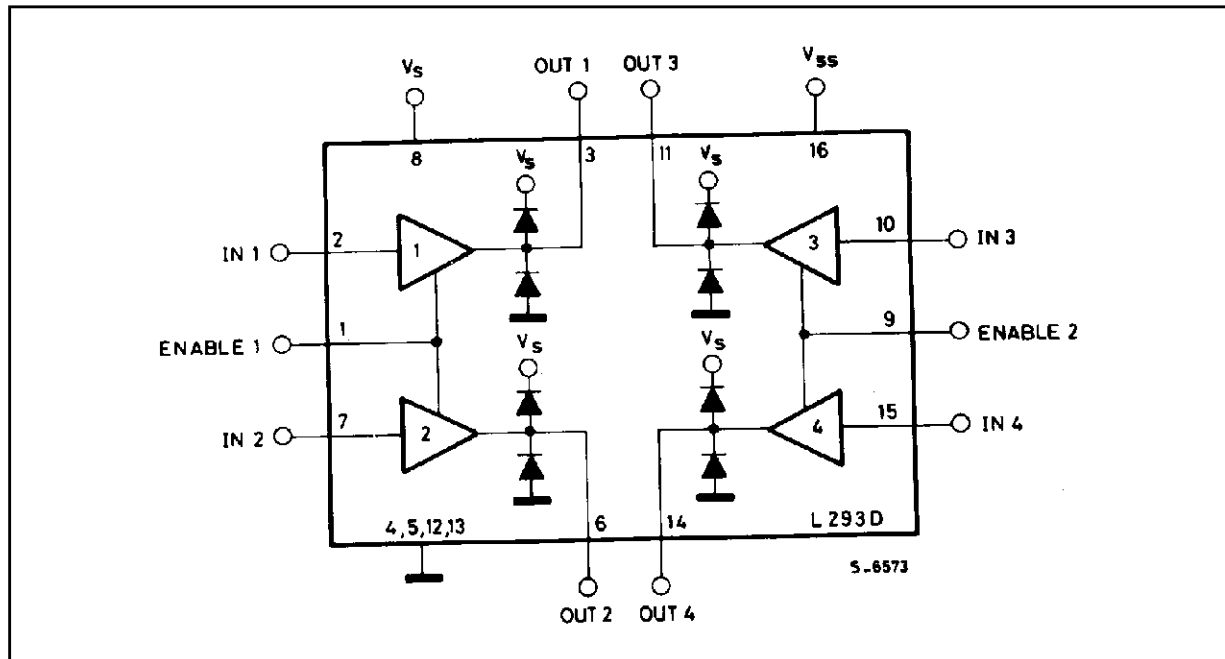 VS OUT 1 OUT 3 VSS
8 3 11 16
VS VS
IN 1 2 1 3 10 IN 3
ENABLE 1 1 9 ENABLE 2
VS VS
IN 2 7 2 4 15 IN 4
4,5,12,13 6 14 L293D
S-6573
OUT 2 OUT 4